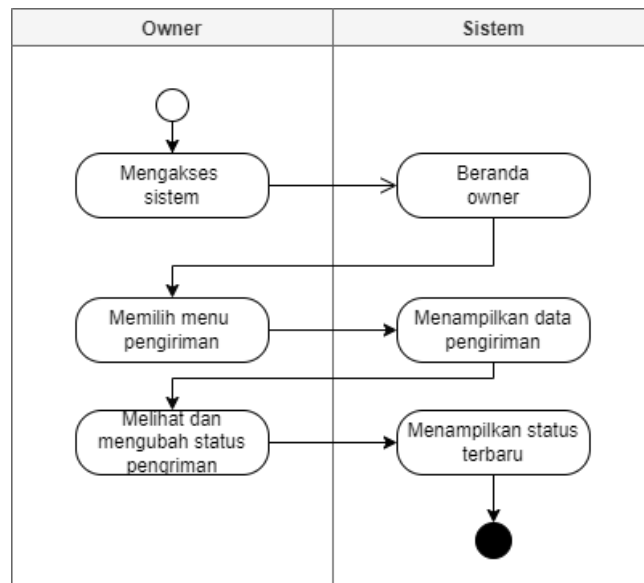 Owner
Sistem
Mengakses
sistem
Beranda
owner
Memilih menu
pengiriman
Menampilkan data
pengiriman
Melihat dan
mengubah status
pengriman
Menampilkan status
terbaru